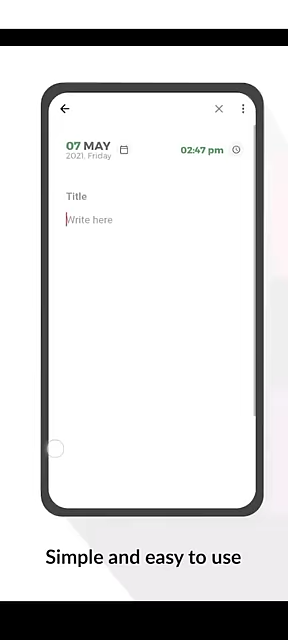 07 MAY
2021, Friday
02:47 pm
Title
Write here
Simple and easy to use